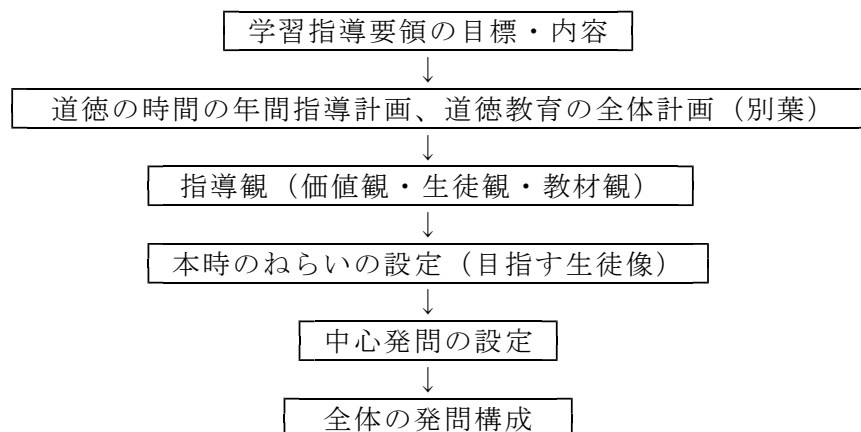 学習指導要領の目標・内容
↓
道徳の時間の年間指導計画、道徳教育の全体計画(別葉)
↓
指導観(価値観・生徒観・教材観)
↓
本時のねらいの設定(目指す生徒像)
↓
中心発問の設定
↓
全体の発問構成